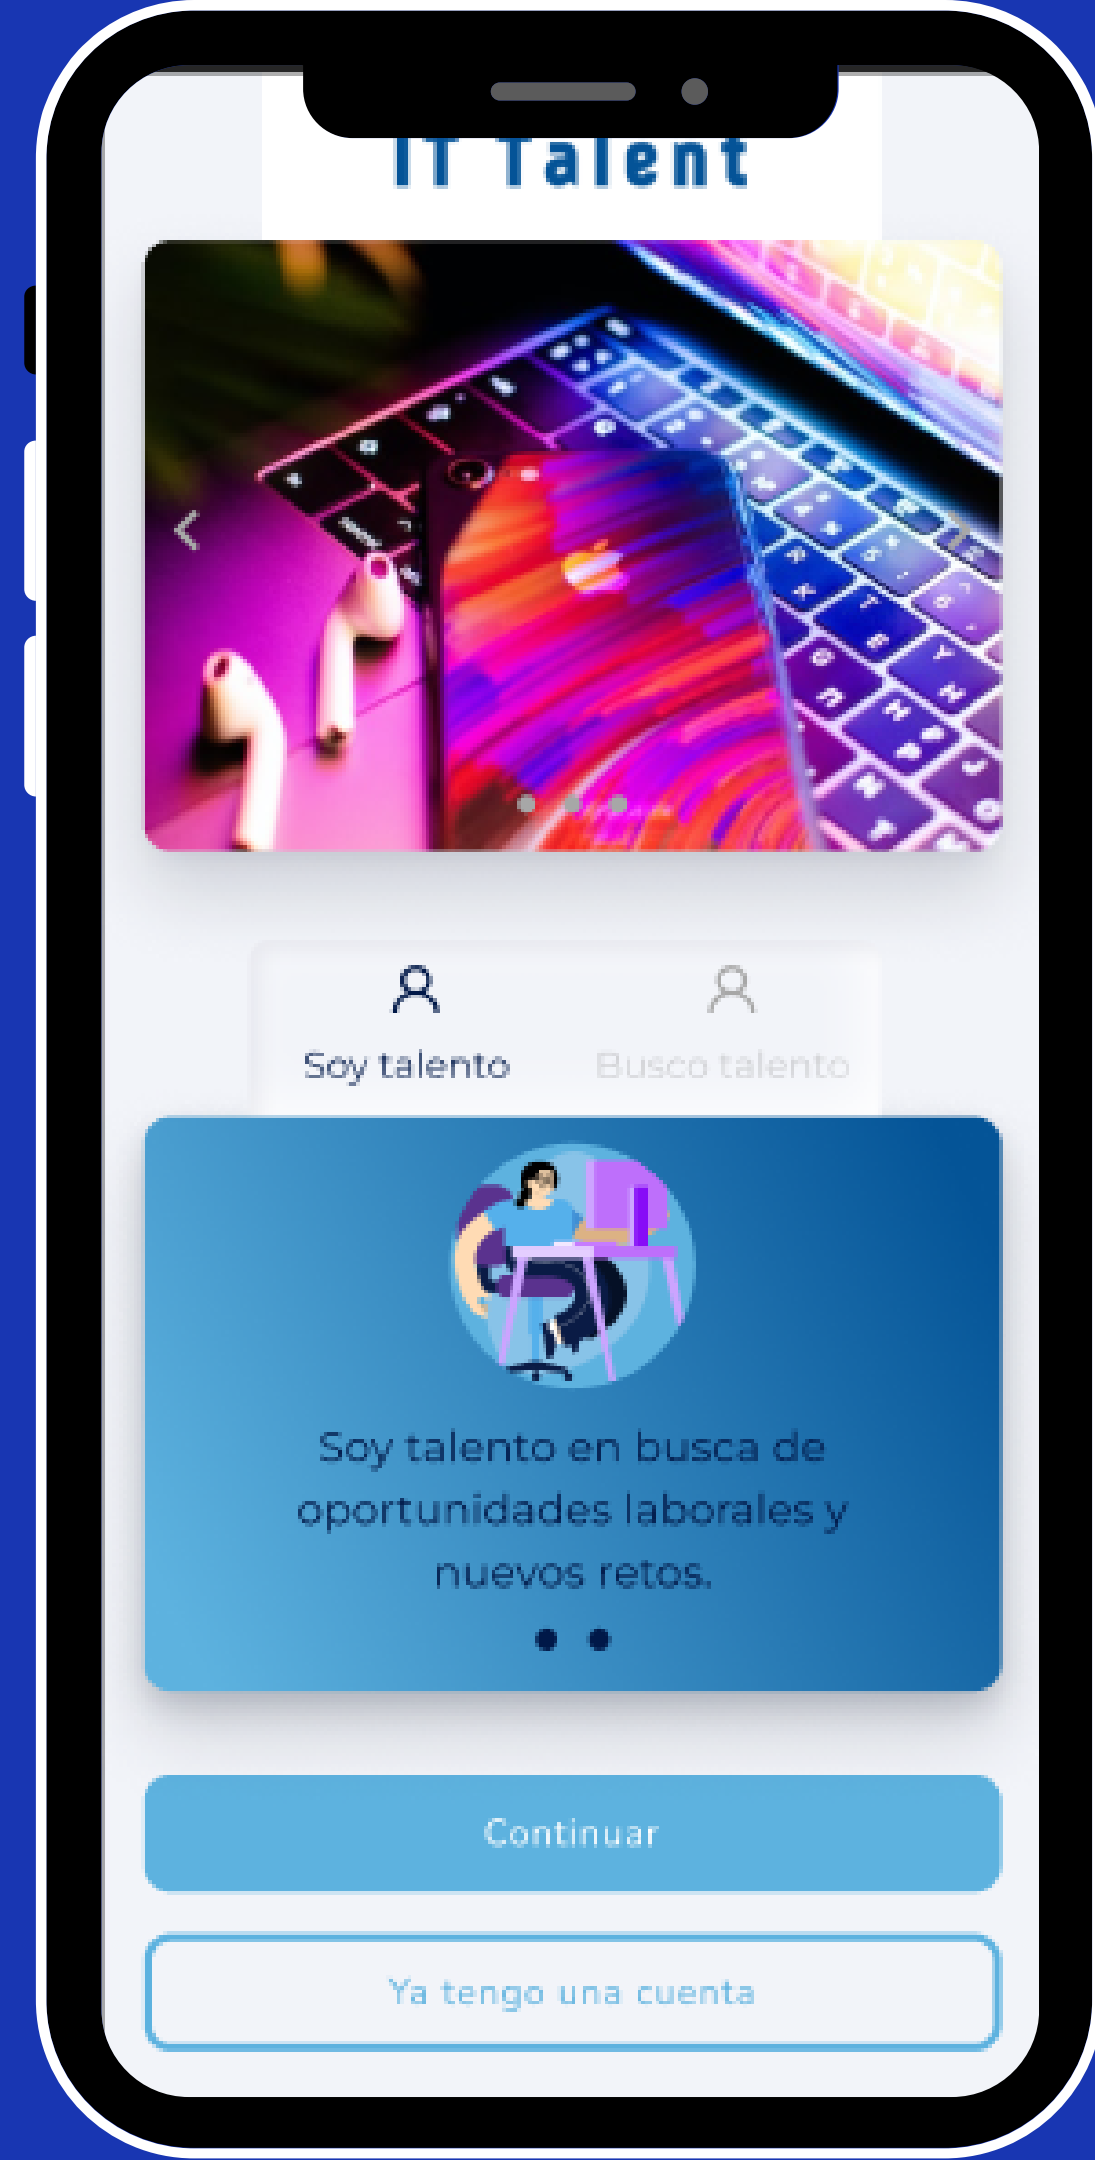 IT Talent
Soy talento
Busco talento
Soy talento en busca de
oportunidades laborales y
nuevos retos.
Continuar
Ya tengo una cuenta